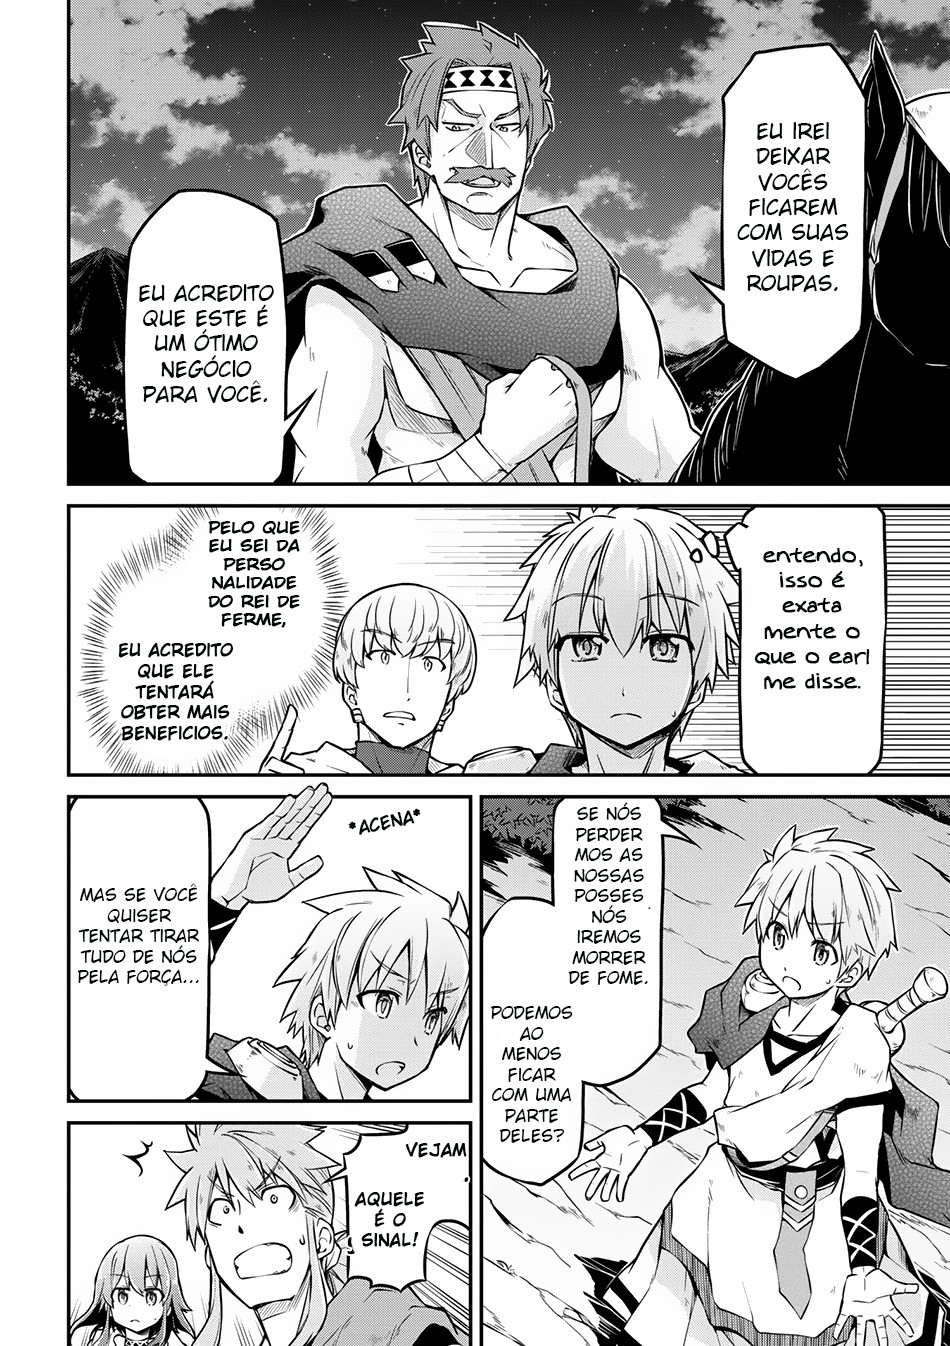 EU IREI
DEIXAR
VOCÊS
FICAREM
COM SUAS
VIDAS E
ROUPAS.
EU ACREDITO
QUE ESTE É
UM ÓTIMO
NEGÓCIO
PARA VOCÊ.
entendo,
isso é
exata
mente o
que o earl
me disse.
PELO QUE
EU SEI DA
PERSO
NALIDADE
DO REI DE
FERME,
EU ACREDITO
QUE ELE
TENTARÁ
OBTER MAIS
BENEFICIOS.
SE NÓS
PERDER
MOS AS
NOSSAS
POSSES
NÓS
IREMOS
MORRER
DE FOME.
PODEMOS
AO
MENOS
FICAR
COM UMA
PARTE
DELES?
*ACENA*
MAS SE VOCÊ
QUISER
TENTAR TIRAR
TUDO DE NÓS
PELA FORÇA...
VEJAM
AQUELE
É O
SINAL!